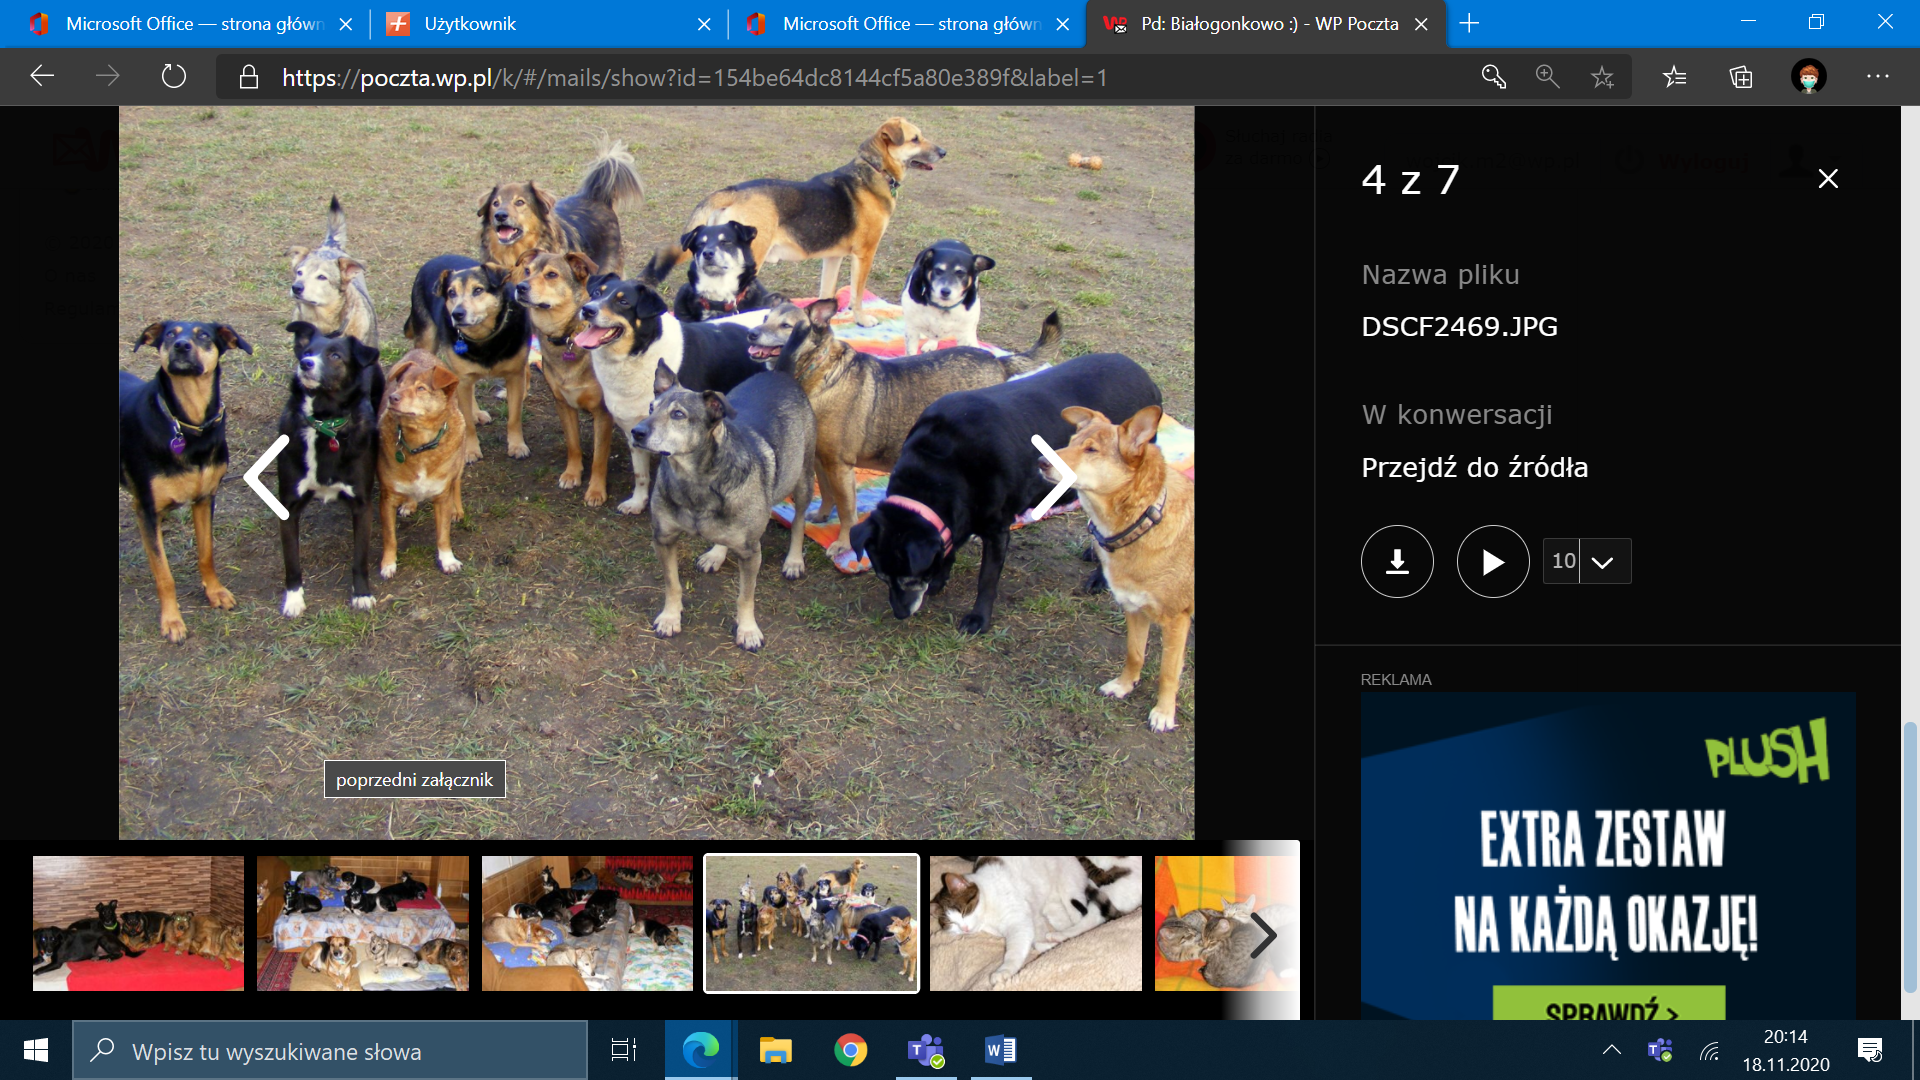 Microsoft Office — strona główn
Użytkownik
Microsoft Office — strona główn
Pd: Białogonkowo :) - WP Poczta
https://poczta.wp.pl/k/#/mails/show?id=154be64dc8144cf5a80e389f&label=1
4 z 7
Nazwa pliku
DSCF2469.JPG
W konwersacji
Przejdź do źródła
10
REKLAMA
PLUSH
EXTRA ZESTAW
NA KAŻDĄ OKAZJĘ!
SPRAWDŹ >
poprzedni załącznik
Wpisz tu wyszukiwane słowa
20:14
18.11.2020